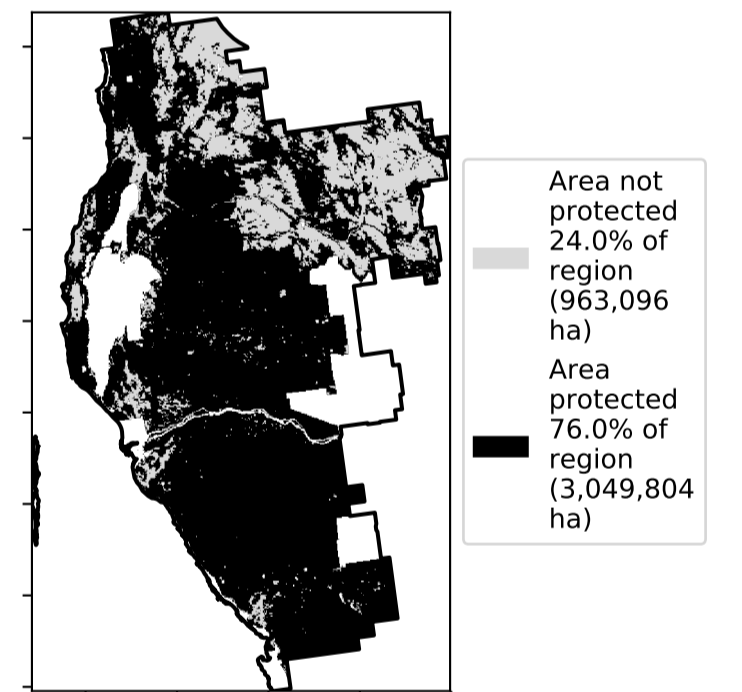 Area not
protected
24.0% of
region
(963,096
ha)
Area
protected
76.0% of
region
(3,049,804
ha)